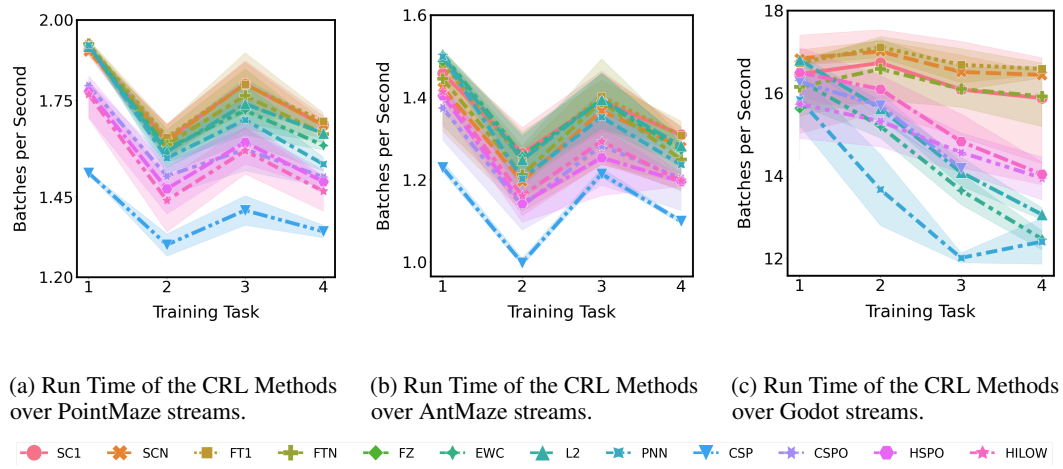 2.00
1.75
1.45
1.20
Batches per Second
1 2 3 4
Training Task
1.6
1.4
1.2
1.0
Batches per Second
1 2 3 4
Training Task
18
16
14
12
Batches per Second
1 2 3 4
Training Task
(a) Run Time of the CRL Methods
over PointMaze streams.
(b) Run Time of the CRL Methods
over AntMaze streams.
(c) Run Time of the CRL Methods
over Godot streams.
SC1 SCN FT1 FTN FZ EWC L2 PNN CSP CSPO HSPO HILOW